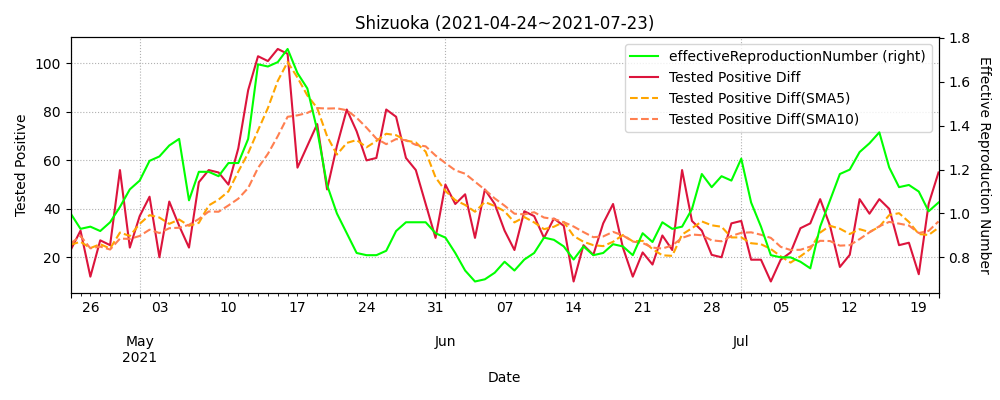 Shizuoka (2021-04-24~2021-07-23)
effectiveReproductionNumber (right)
Tested Positive Diff
Tested Positive Diff(SMA5)
Tested Positive Diff(SMA10)
Tested Positive
100
80
60
40
20
1.8
1.6
1.4
1.2
1.0
0.8
Effective Reproduction Number
26 03 10 17 24 31 07 14 21 28 05 12 19
May Jun Jul
2021
Date